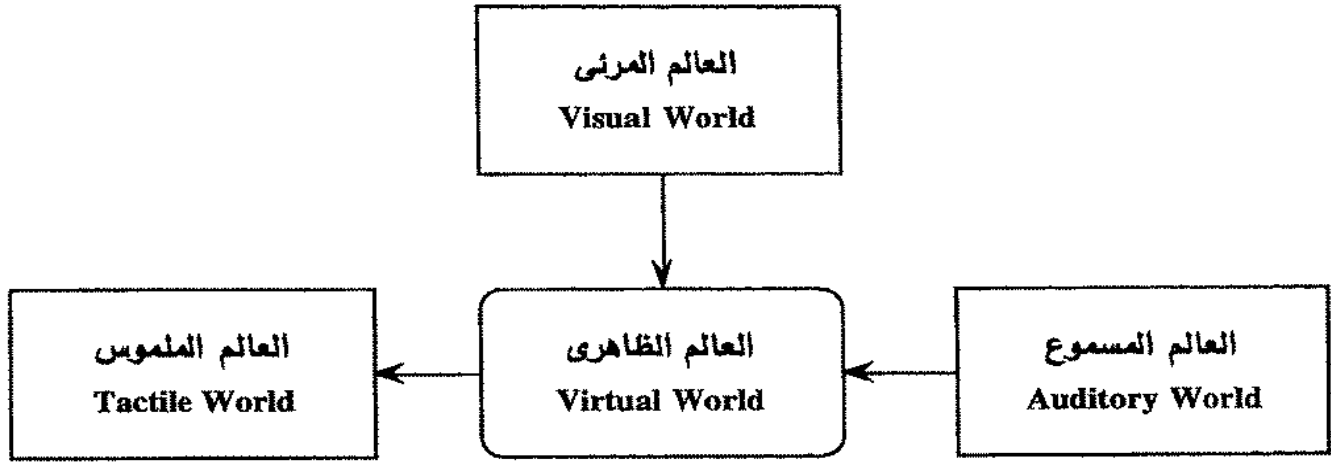 العالم المرئى
Visual World
العالم الملموس
Tactile World
العالم الظاهرى
Virtual World
العالم المسموع
Auditory World